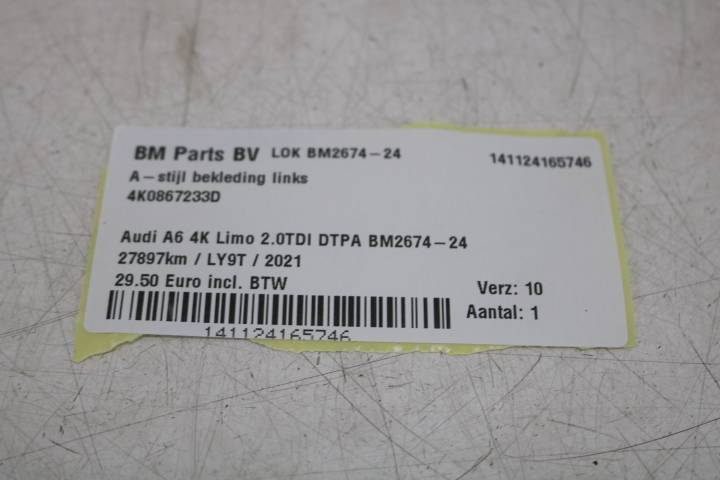 BM Parts BV LOK BM2674-24 141124165746
A-stijl bekleding links
4K0867233D
Audi A6 4K Limo 2.0TDI DTPA BM2674-24
27897km / LY9T / 2021
29.50 Euro incl. BTW Verz: 10
Aantal: 1
141124165746